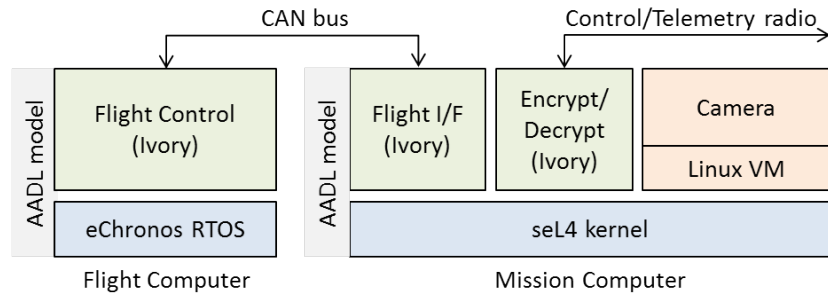 CAN bus
Control/Telemetry radio
AADL model
Flight Control
(Ivory)
eChronos RTOS
Flight Computer
AADL model
Flight I/F
(Ivory)
Encrypt/
Decrypt
(Ivory)
Camera
Linux VM
seL4 kernel
Mission Computer